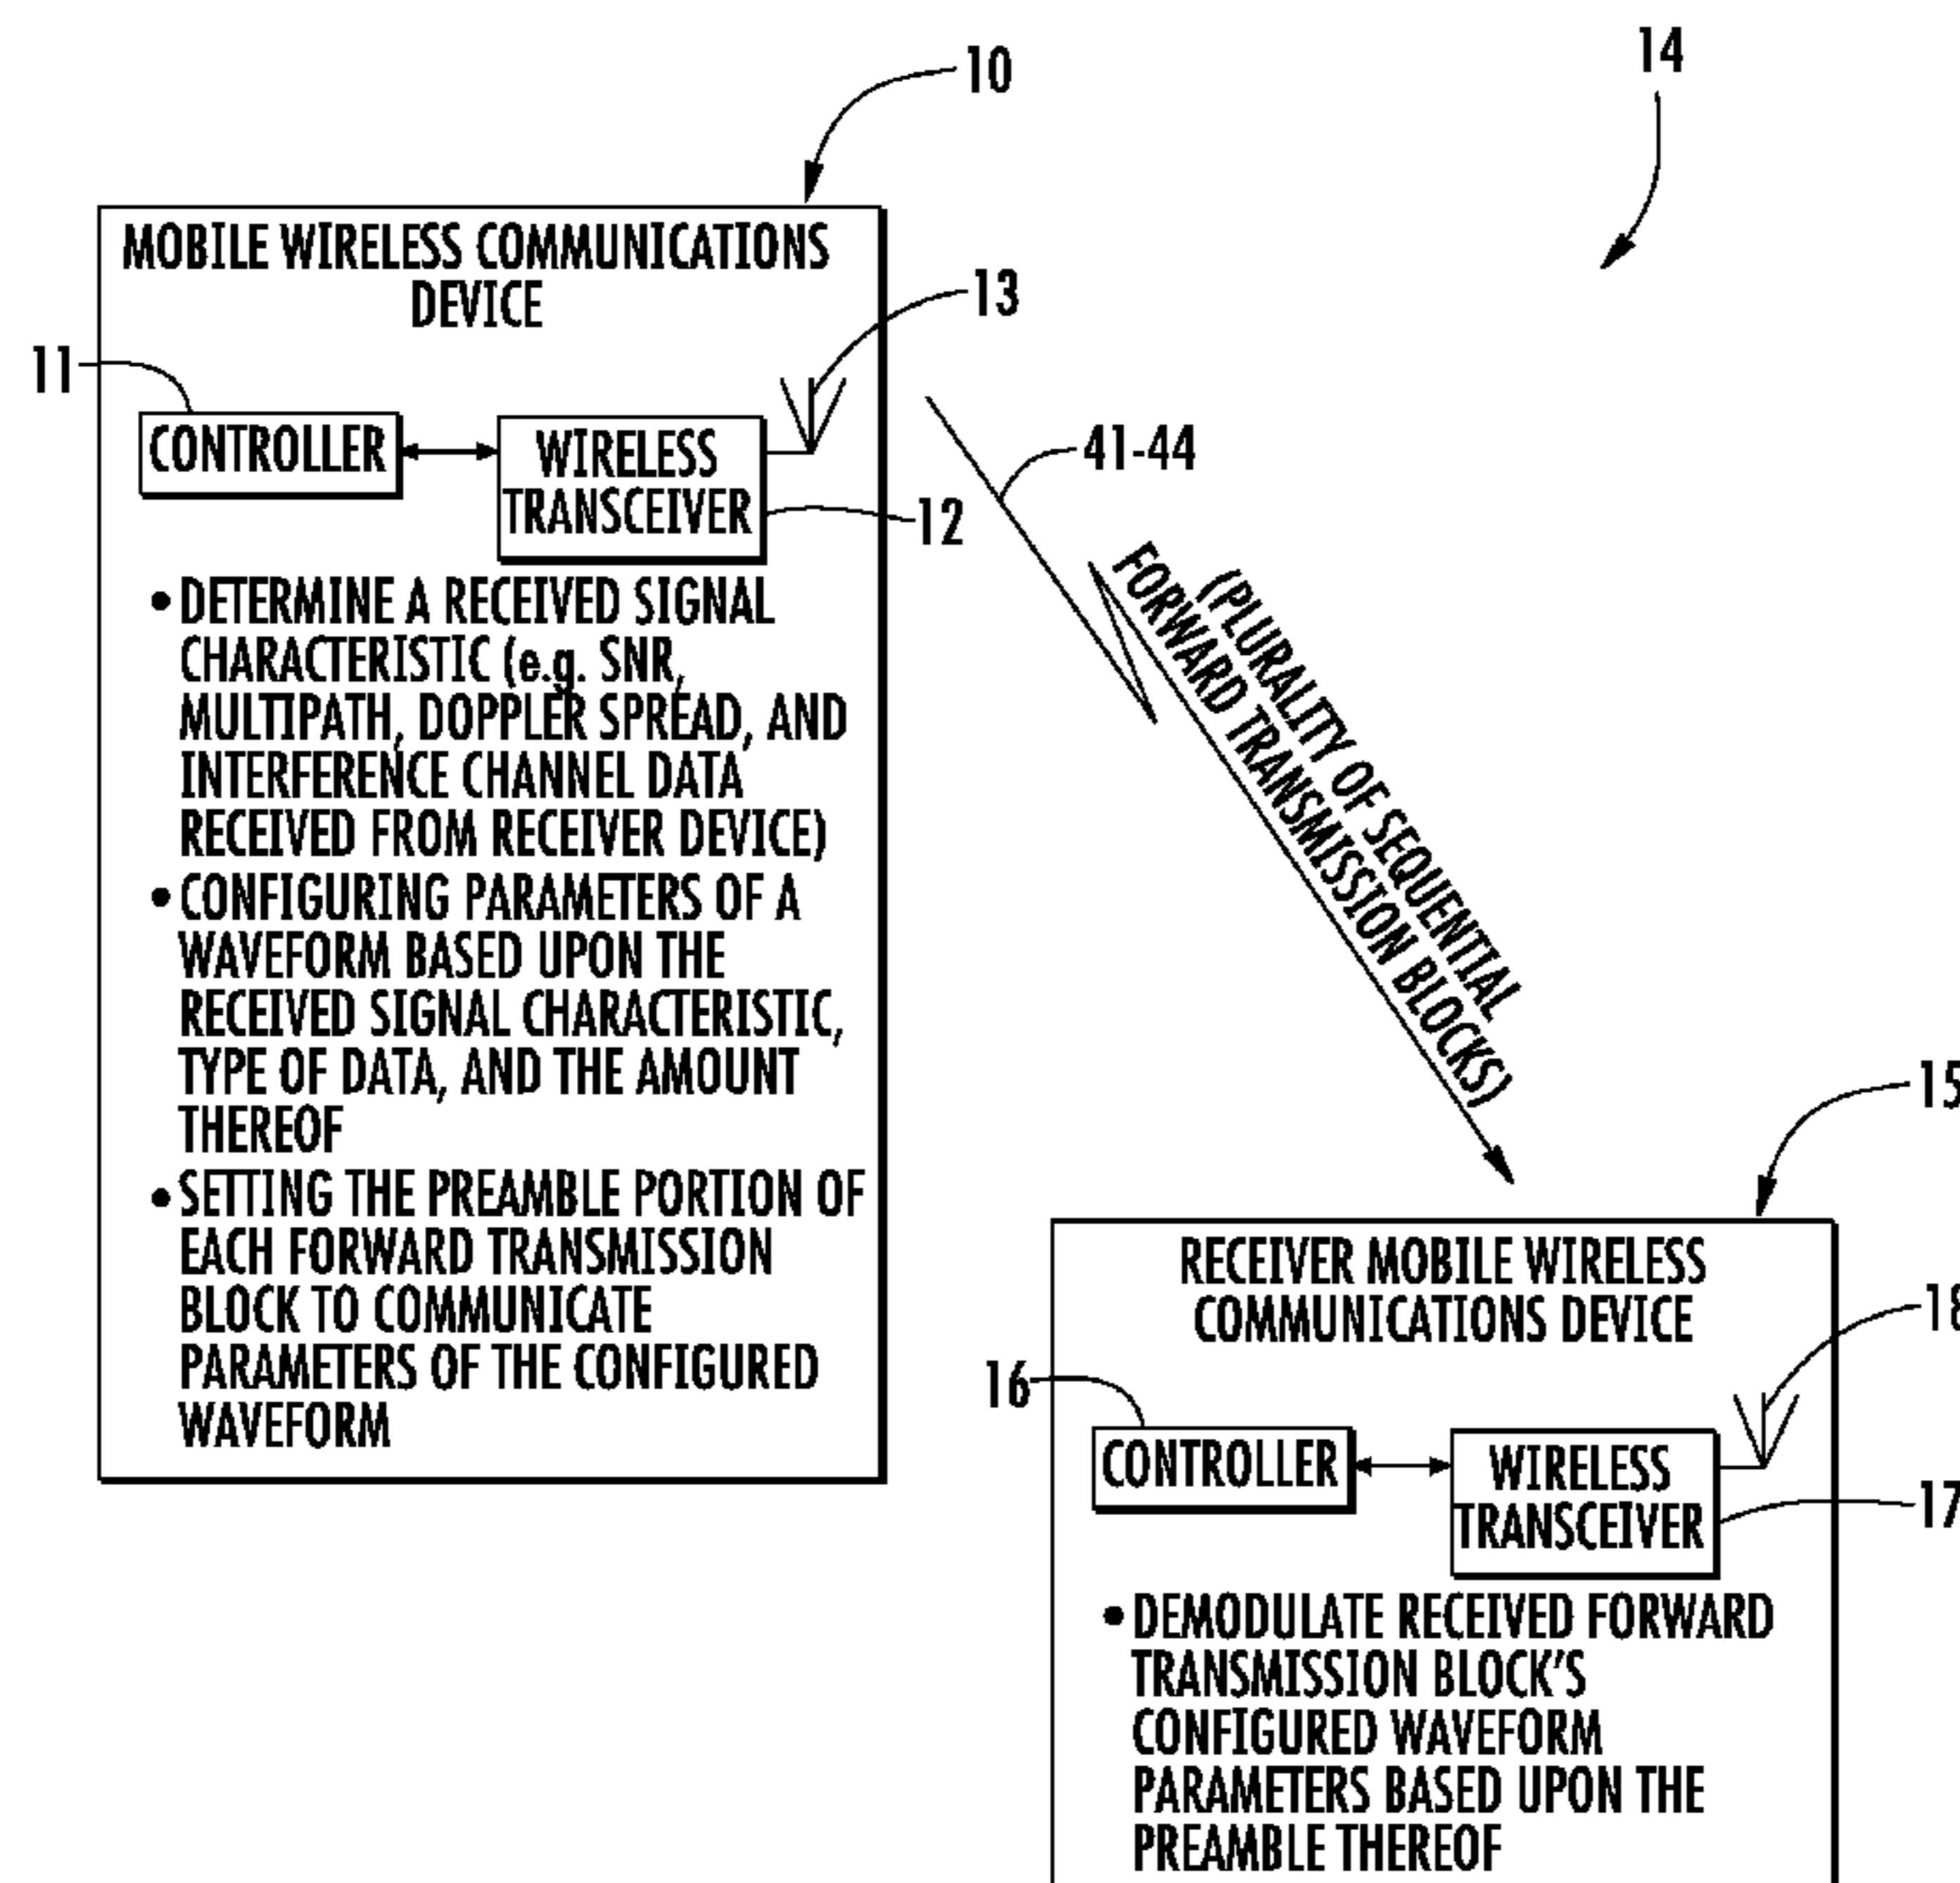 10
14
MOBILE WIRELESS COMMUNICATIONS
DEVICE
13
11
CONTROLLER
WIRELESS
TRANSCEIVER
12
41-44
• DETERMINE A RECEIVED SIGNAL
CHARACTERISTIC (e.g. SNR,
MULTIPATH, DOPPLER SPREAD, AND
INTERFERENCE CHANNEL DATA
RECEIVED FROM RECEIVER DEVICE)
• CONFIGURING PARAMETERS OF A
WAVEFORM BASED UPON THE
RECEIVED SIGNAL CHARACTERISTIC,
TYPE OF DATA, AND THE AMOUNT
THEREOF
• SETTING THE PREAMBLE PORTION OF
EACH FORWARD TRANSMISSION
BLOCK TO COMMUNICATE
PARAMETERS OF THE CONFIGURED
WAVEFORM
(PLURALITY OF SEQUENTIAL
FORWARD TRANSMISSION BLOCKS)
15
RECEIVER MOBILE WIRELESS
COMMUNICATIONS DEVICE
18
16
CONTROLLER
WIRELESS
TRANSCEIVER
17
• DEMODULATE RECEIVED FORWARD
TRANSMISSION BLOCK"S
CONFIGURED WAVEFORM
PARAMETERS BASED UPON THE
PREAMBLE THEREOF